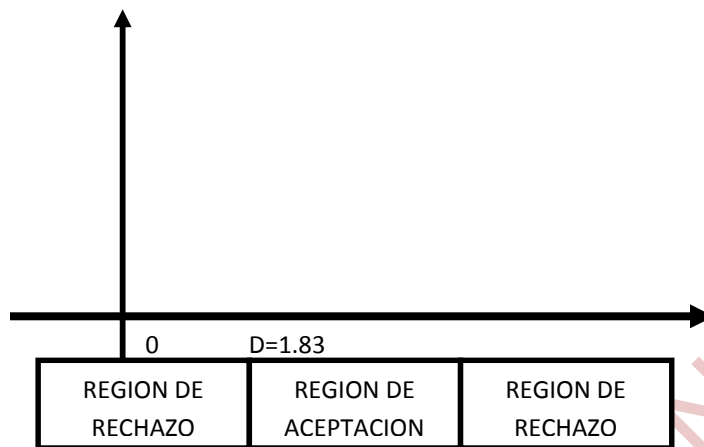 0 D=1.83
REGION DE RECHAZO
REGION DE ACEPTACION
REGION DE RECHAZO